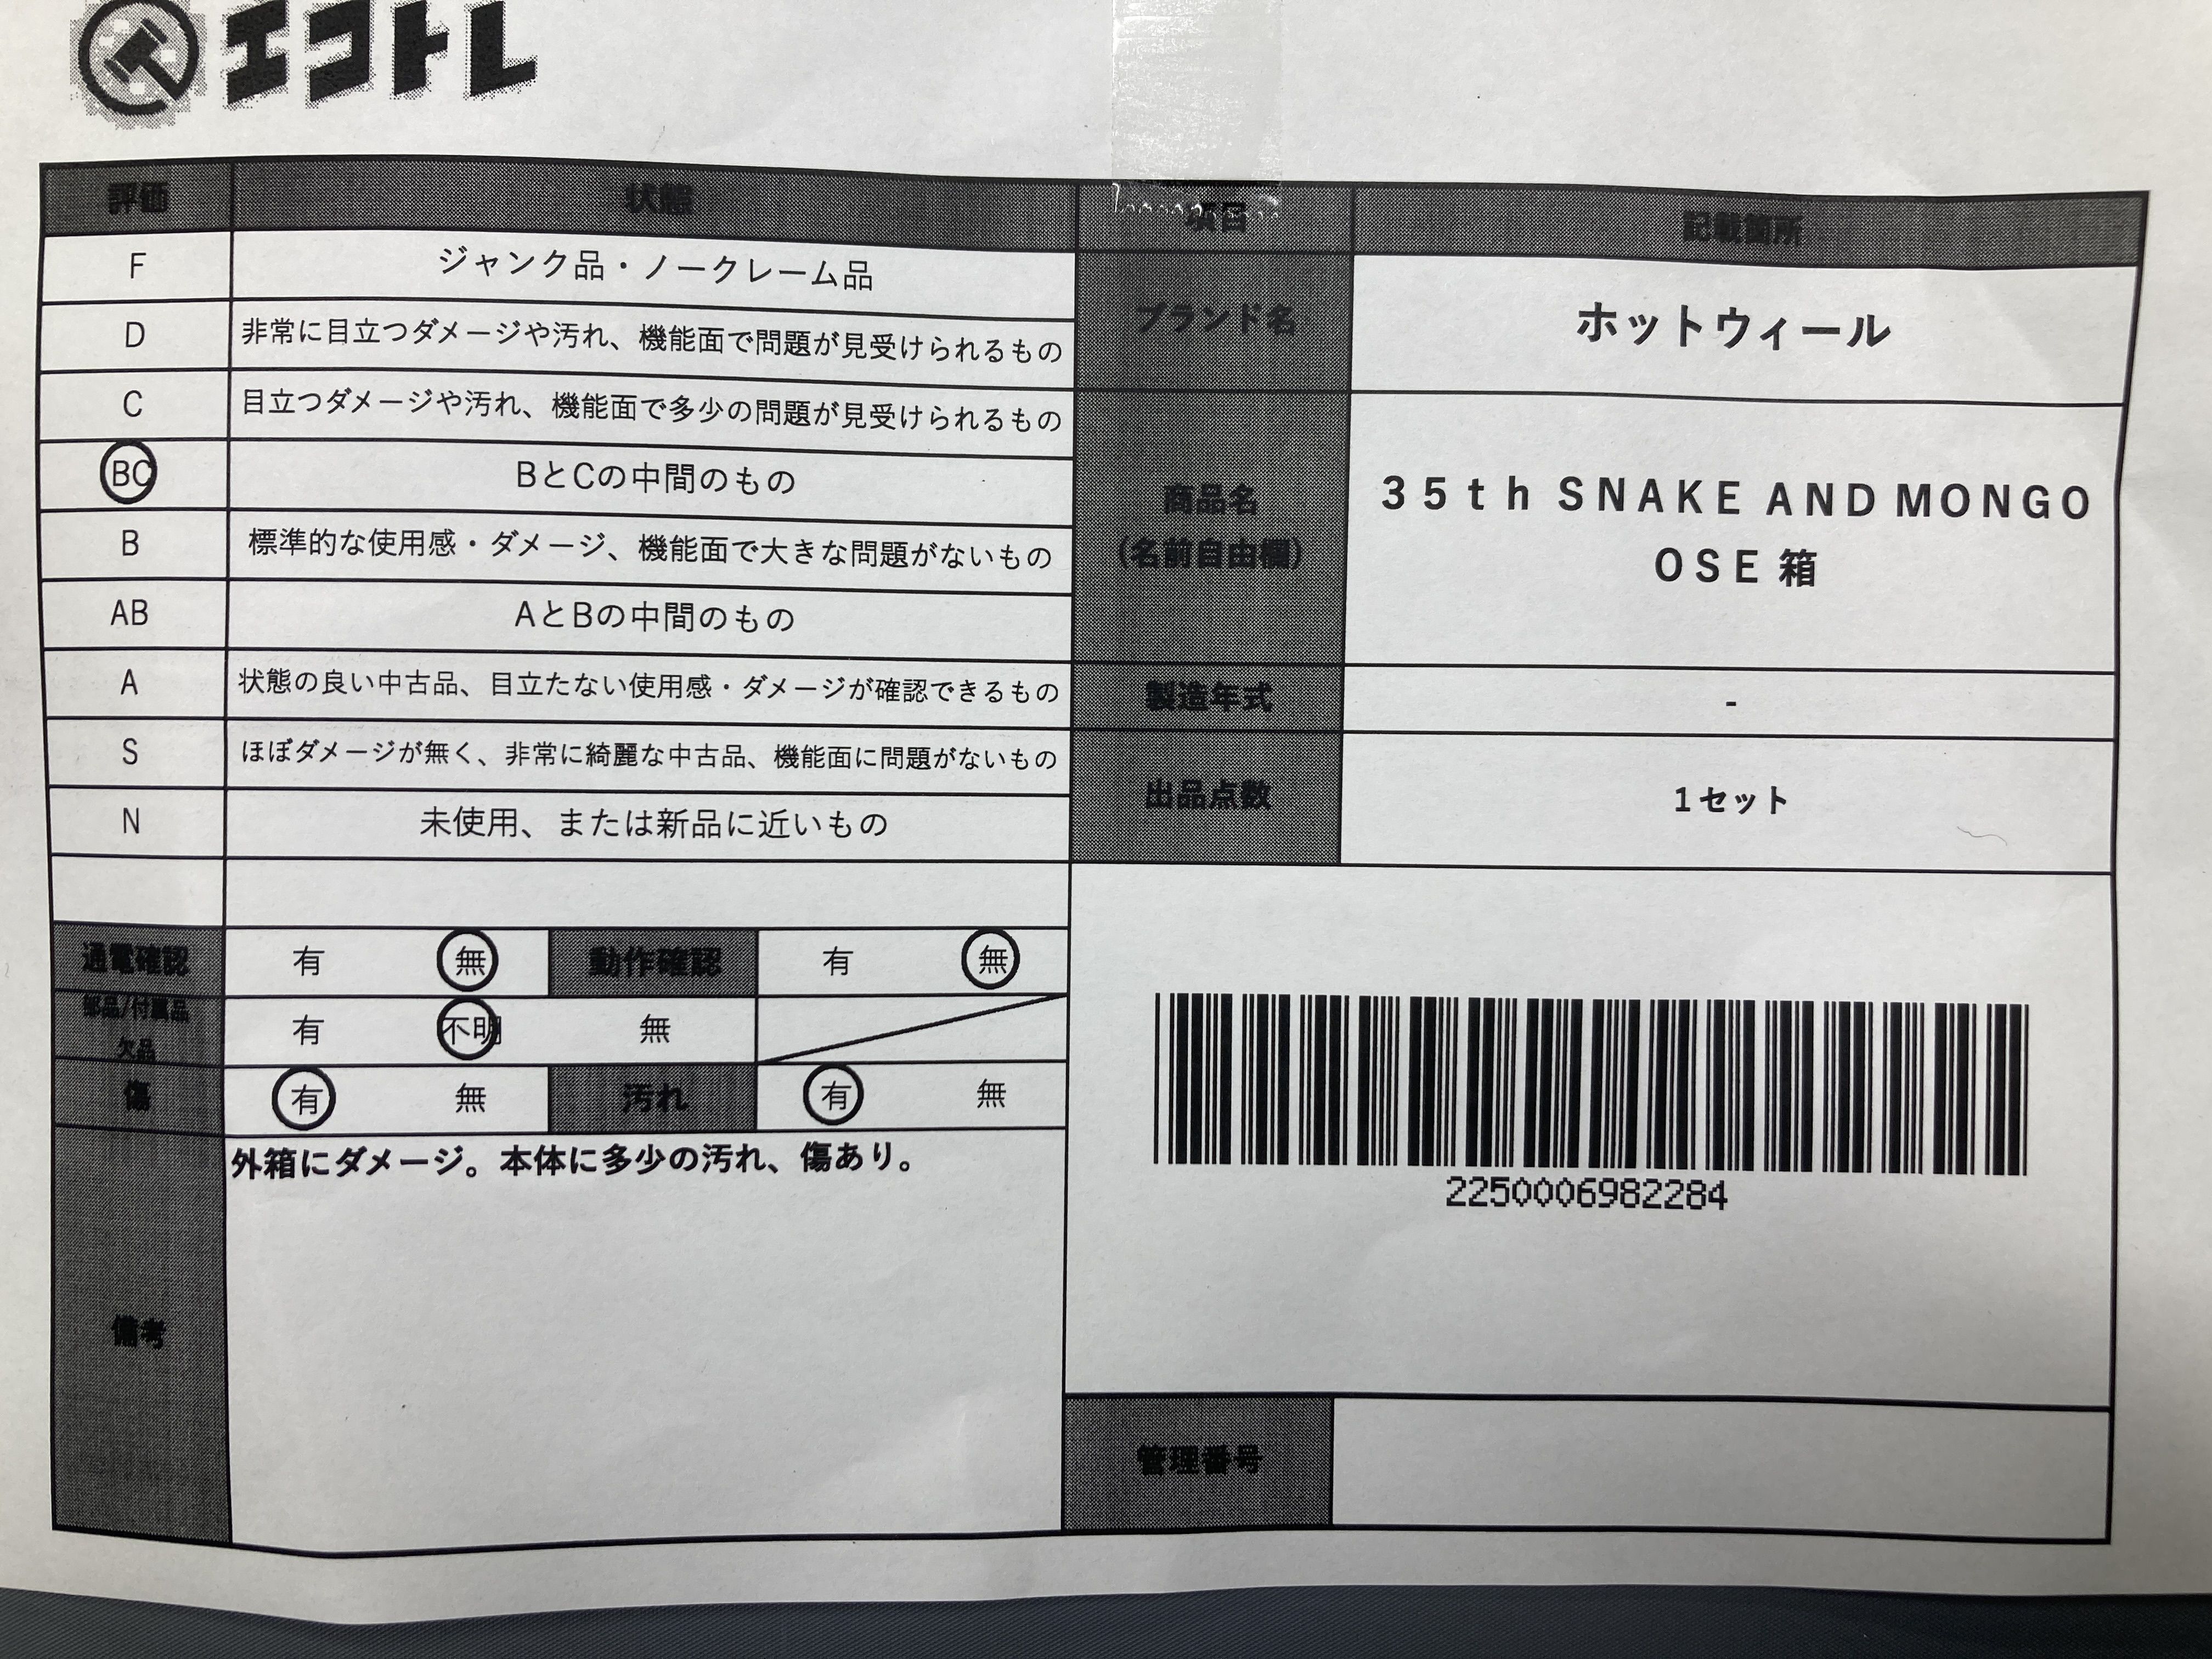 エコトレ
評価 状態 項目 記載箇所
F ジャンク品・ノークレーム品
D 非常に目立つダメージや汚れ、機能面で問題が見受けられるもの
C 目立つダメージや汚れ、機能面で多少の問題が見受けられるもの
BC BとCの中間のもの
B 標準的な使用感・ダメージ、機能面で大きな問題がないもの
AB AとBの中間のもの
A 状態の良い中古品、目立たない使用感・ダメージが確認できるもの
S ほぼダメージが無く、非常に綺麗な中古品、機能面に問題がないもの
N 未使用、または新品に近いもの
通電確認 有 無 動作確認 有 無
部品/付属品
欠品
有 不明 無
傷 有 無 汚れ 有 無
備考
外箱にダメージ。本体に多少の汚れ、傷あり。
ブランド名 ホットウィール
商品名
(名前自由欄)
35th SNAKE AND MONGO
OSE 箱
製造年式 -
出品点数 1セット
2250006982284
管理番号